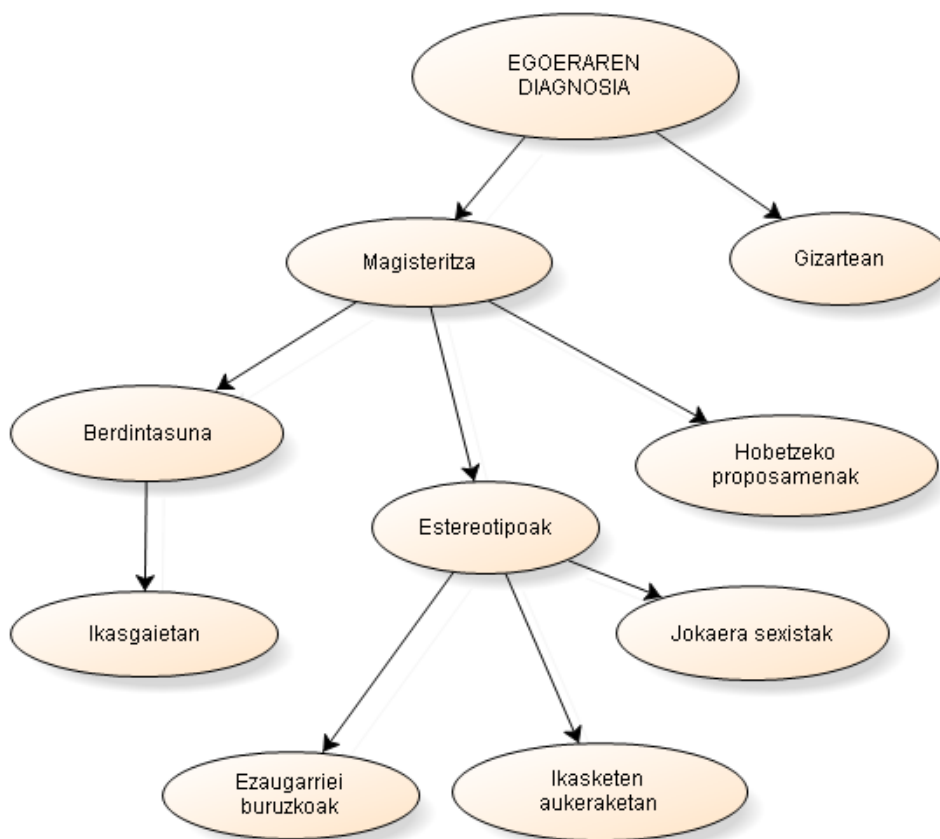 EGOERAREN
DIAGNOSIA
Magisteritza
Gizartean
Berdintasuna
Hobetzeko
proposamenak
Estereotipoak
Ikasgaietan
Jokaera sexistak
Ezaugarriei
buruzkoak
Ikasketen
aukeraketan